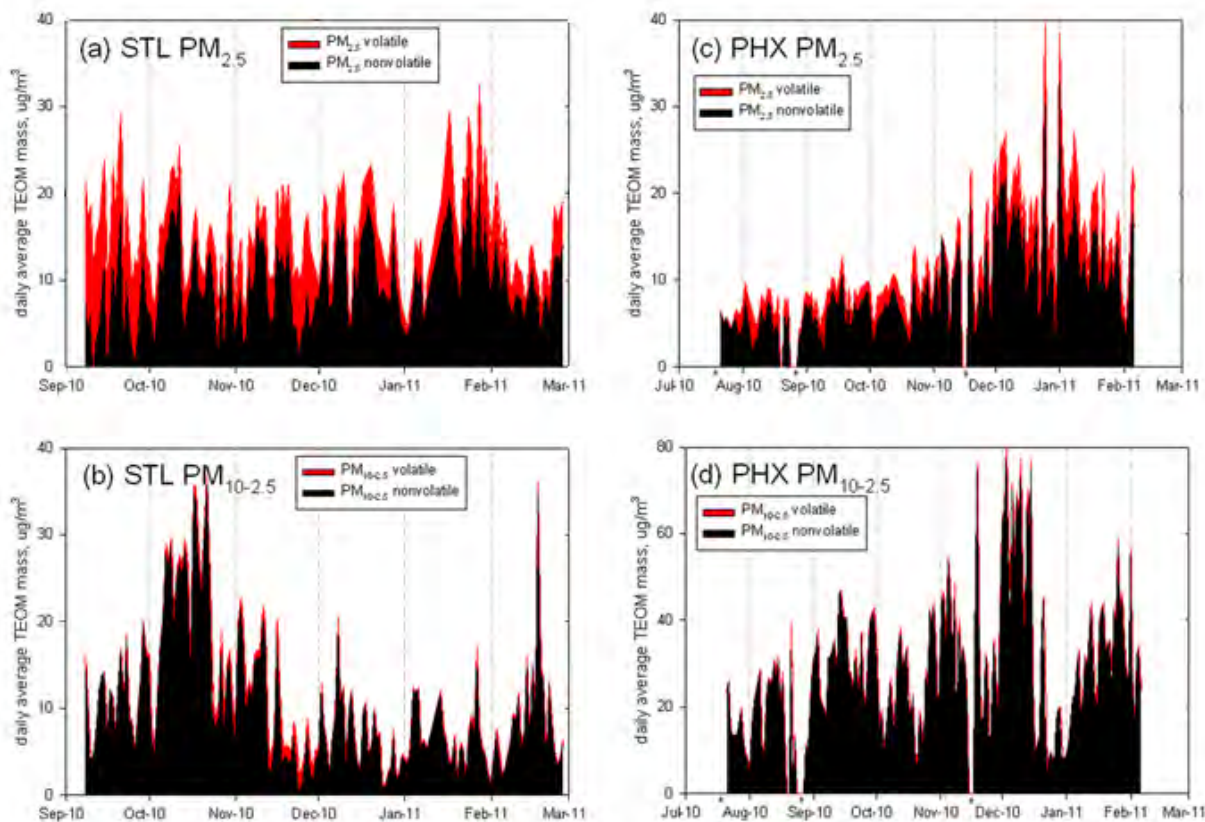 (a) STL PM2.5
PM2.5 volatile
PM2.5 nonvolatile
daily average TEOM mass, ug/m3
40
30
20
10
0
Sep-10 Oct-10 Nov-10 Dec-10 Jan-11 Feb-11 Mar-11
(c) PHX PM2.5
PM2.5 volatile
PM2.5 nonvolatile
daily average TEOM mass, ug/m3
40
30
20
10
0
Jul-10 * Aug-10 * Sep-10 Oct-10 Nov-10 * Dec-10 Jan-11 Feb-11 Mar-11
(b) STL PM10-2.5
PM10-2.5 volatile
PM10-2.5 nonvolatile
daily average TEOM mass, ug/m3
40
30
20
10
0
Sep-10 Oct-10 Nov-10 Dec-10 Jan-11 Feb-11 Mar-11
(d) PHX PM10-2.5
PM10-2.5 volatile
PM10-2.5 nonvolatile
daily average TEOM mass, ug/m3
80
60
40
20
0
Jul-10 * Aug-10 * Sep-10 Oct-10 Nov-10 * Dec-10 Jan-11 Feb-11 Mar-11